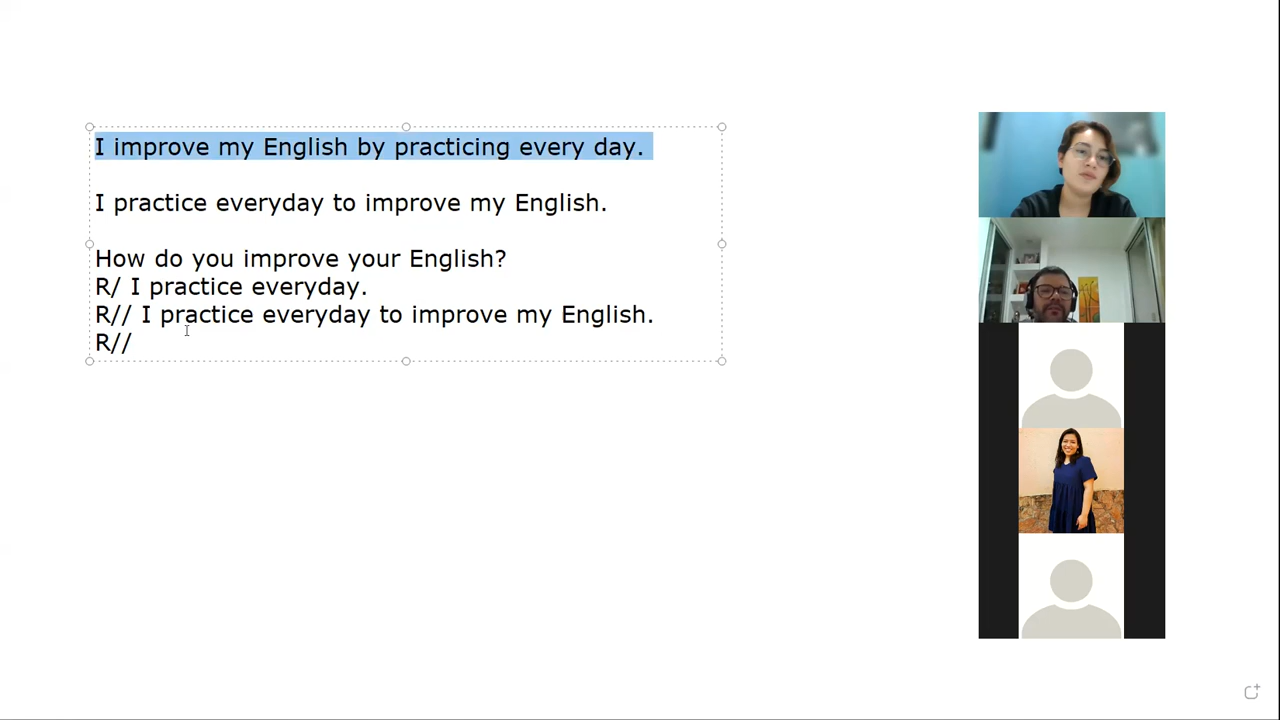 I improve my English by practicing every day.
I practice everyday to improve my English.
How do you improve your English?
R/ I practice everyday.
R// I practice everyday to improve my English.
R//